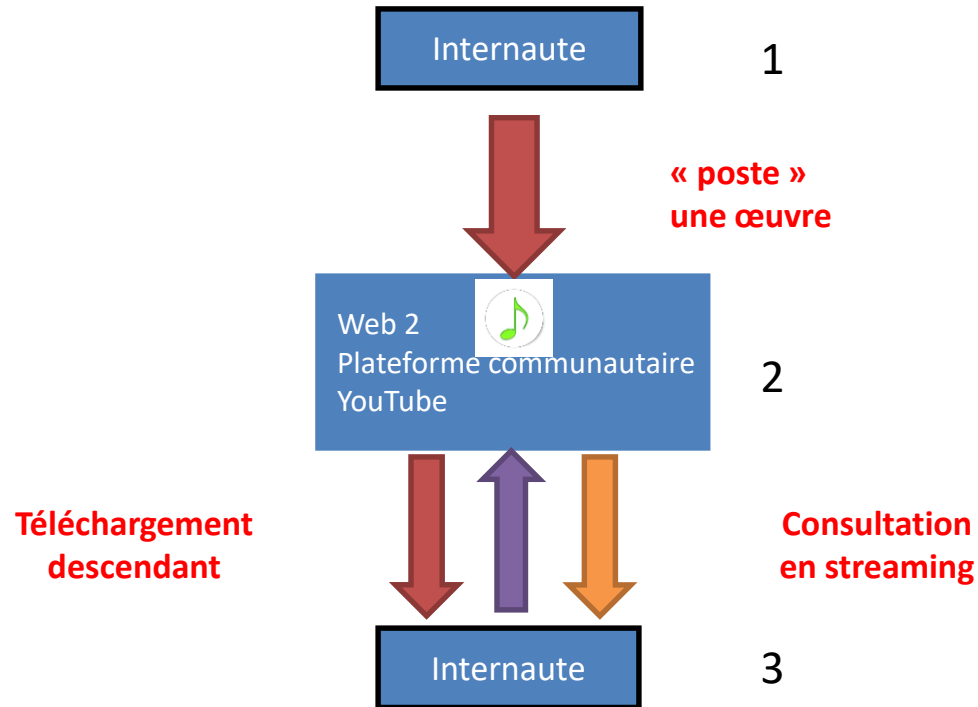 Internaute
1
« poste »
une œuvre
Web 2
Plateforme communautaire
YouTube
2
Téléchargement
descendant
Consultation
en streaming
Internaute
3